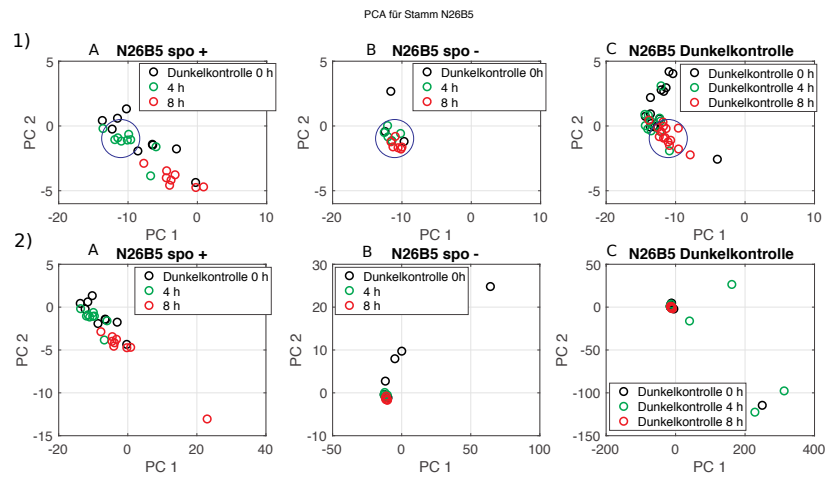 PCA für Stamm N26B5
1)
A
N26B5 spo +
B
N26B5 spo -
C
N26B5 Dunkelkontrolle
Dunkelkontrolle 0 h
4 h
8 h
Dunkelkontrolle 0h
4 h
8 h
Dunkelkontrolle 0 h
Dunkelkontrolle 4 h
Dunkelkontrolle 8 h
PC 2
5
0
-5
-20
-10
0
10
PC 1
PC 2
5
0
-5
-20
-10
0
10
PC 1
PC 2
5
0
-5
-20
-10
0
10
PC 1
2)
A
N26B5 spo +
B
N26B5 spo -
C
N26B5 Dunkelkontrolle
Dunkelkontrolle 0 h
4 h
8 h
PC 2
5
0
-5
-10
-15
-20
0
20
40
PC 1
Dunkelkontrolle 0h
4 h
8 h
PC 2
30
20
10
0
-10
-50
0
50
100
PC 1
PC 2
50
0
-50
-100
-150
Dunkelkontrolle 0 h
Dunkelkontrolle 4 h
Dunkelkontrolle 8 h
-200
0
200
400
PC 1